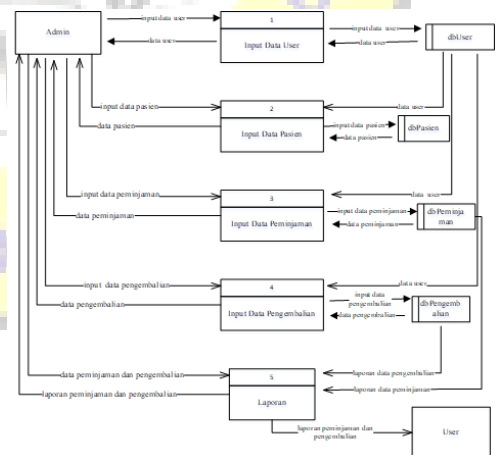 input data user
1
Admin
input data user
dbUser
data user
data user
Input Data User
input data pasien
2
data user
data pasien
input data pasien
dbPasien
Input Data Pasien
data pasien
input data peminjaman
3
data user
data peminjaman
input data peminjaman
dbPeminja
man
Input Data Peminjaman
data peminjaman
input data pengembalian
4
data user
data pengembalian
input data
pengembalian
dbPengemb
alian
Input Data Pengembalian
data pengembalian
data peminjaman dan pengembalian
5
laporan data pengembalian
laporan peminjaman dan pengembalian
laporan data peminjaman
Laporan
laporan peminjaman dan
pengembalian
User